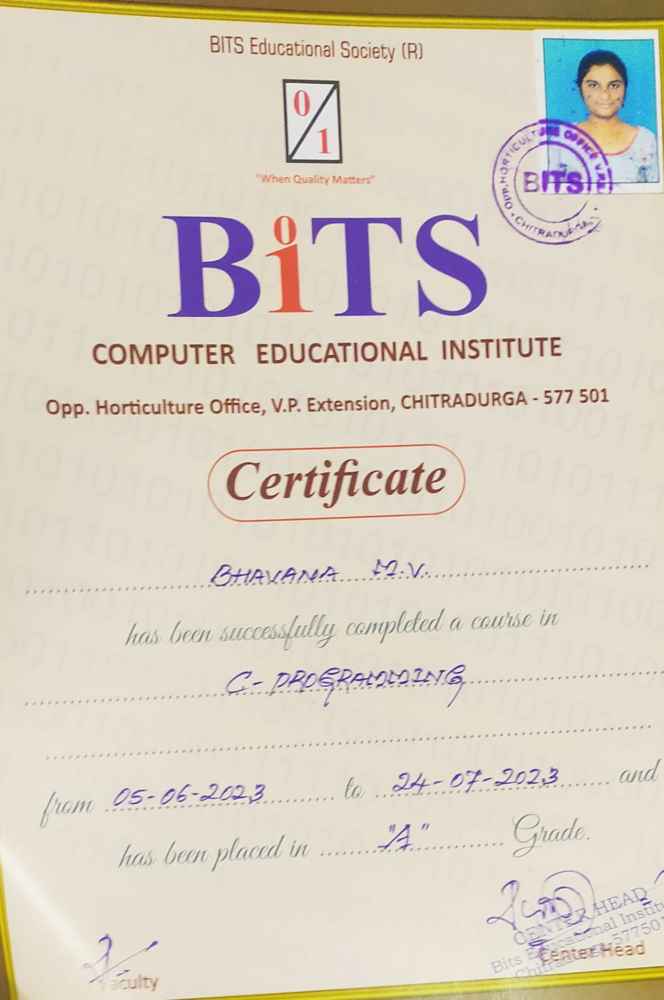 BITS Educational Society (R)
0/1
"When Quality Matters"
OPP. HORTICULTURE OFFICE V.P.
BITS
CHITRADURGA
BiTS
COMPUTER EDUCATIONAL INSTITUTE
Opp. Horticulture Office, V.P. Extension, CHITRADURGA - 577 501
Certificate
BHAVANA M.V.
has been successfully completed a course in
C- PROGRAMMING
from 05-06-2023 to 24-07-2023 and
has been placed in "A" Grade.
CENTER HEAD
Bits Educational Institu
Chitradurga-577501
Faculty
Center Head